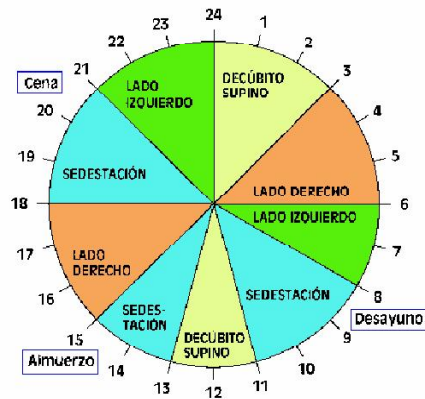 24
1
2
3
4
5
6
7
8
9
10
11
12
13
14
15
16
17
18
19
20
21
22
23
Cena
Desayuno
Almuerzo
DECÚBITO
SUPINO
LADO DERECHO
LADO IZQUIERDO
SEDESTACIÓN
DECÚBITO
SUPINO
SEDES-
TACIÓN
LADO
DERECHO
SEDESTACIÓN
LADO
IZQUIERDO